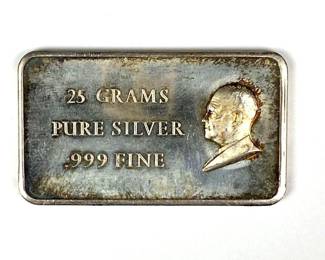 25 GRAMS
PURE SILVER
.999 FINE